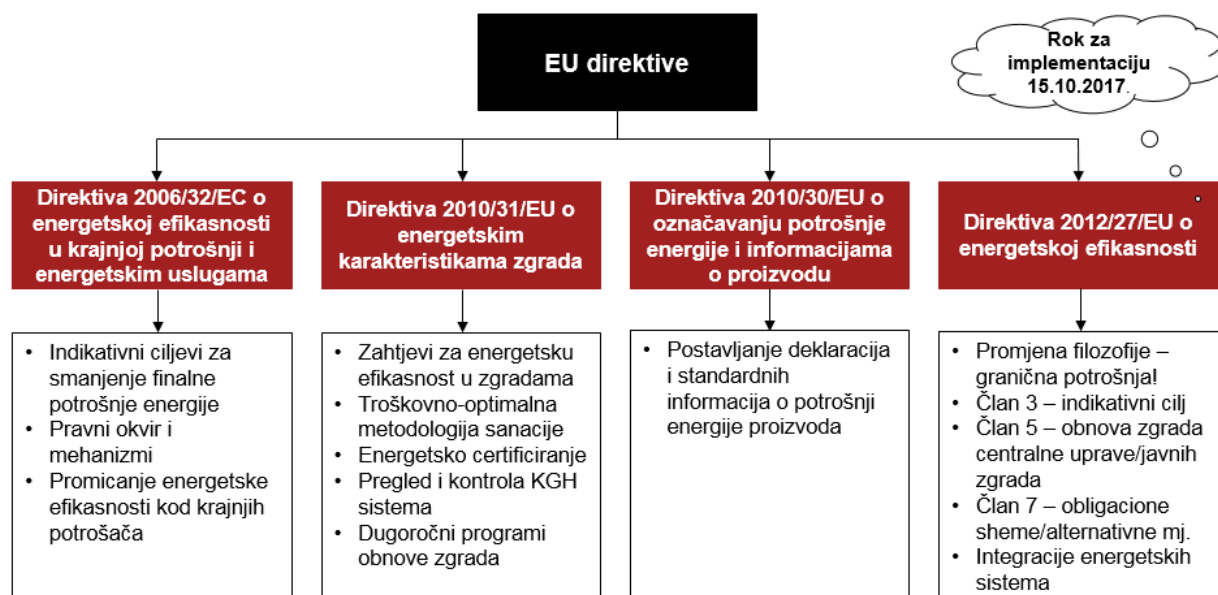 EU direktive
Rok za
implementaciju
15.10.2017.
Direktiva 2006/32/EC o
energetskoj efikasnosti
u krajnjoj potrošnji i
energetskim uslugama
Direktiva 2010/31/EU o
energetskim
karakteristikama zgrada
Direktiva 2010/30/EU o
označavanju potrošnje
energije i informacijama
o proizvodu
Direktiva 2012/27/EU o
energetskoj efikasnosti
• Indikativni ciljevi za
smanjenje finalne
potrošnje energije
• Pravni okvir i
mehanizmi
• Promicanje energetske
efikasnosti kod krajnjih
potrošača
• Zahtjevi za energetsku
efikasnost u zgradama
• Troškovno-optimalna
metodologija sanacije
• Energetsko certificiranje
• Pregled i kontrola KGH
sistema
• Dugoročni programi
obnove zgrada
• Postavljanje deklaracija
i standardnih
informacija o potrošnji
energije proizvoda
• Promjena filozofije –
granična potrošnja!
• Član 3 – indikativni cilj
• Član 5 – obnova zgrada
centralne uprave/javnih
zgrada
• Član 7 – obligacione
sheme/alternativne mj.
• Integracije energetskih
sistema